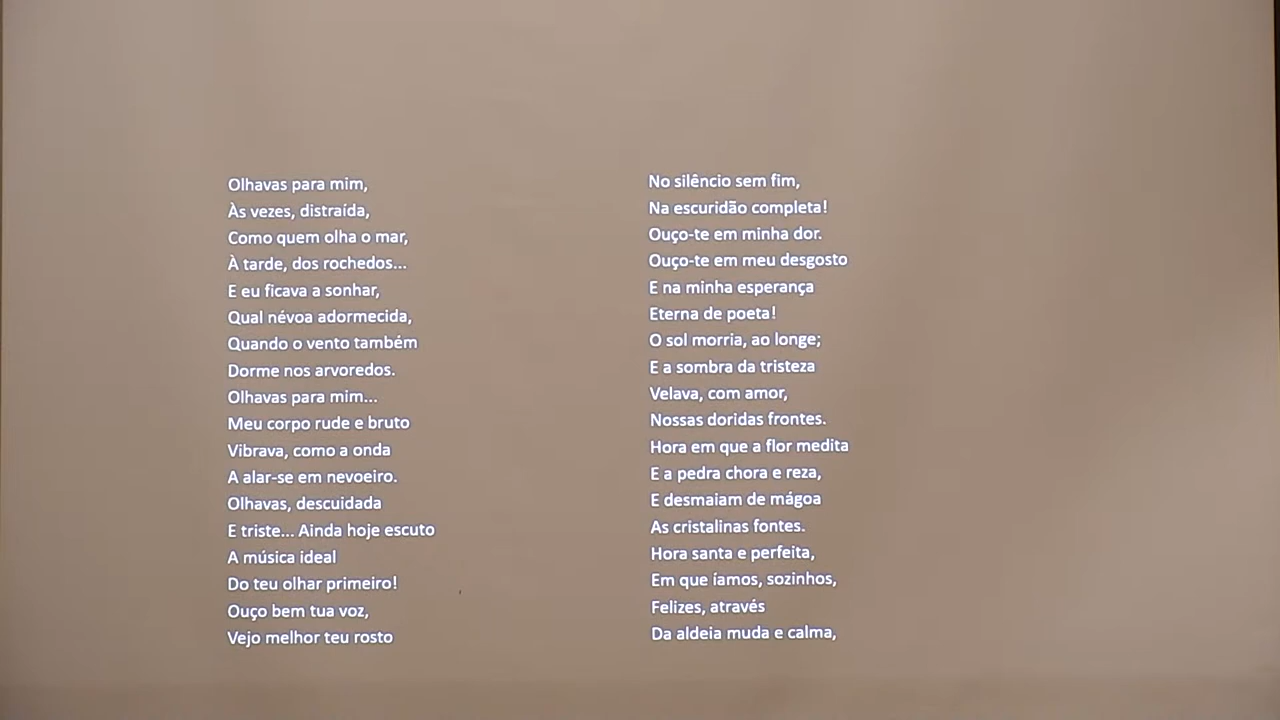 Olhavas para mim,
Às vezes, distraída,
Como quem olha o mar,
À tarde, dos rochedos...
E eu ficava a sonhar,
Qual névoa adormecida,
Quando o vento também
Dorme nos arvoredos.
Olhavas para mim...
Meu corpo rude e bruto
Vibrava, como a onda
A alar-se em nevoeiro.
Olhavas, descuidada
E triste... Ainda hoje escuto
A música ideal
Do teu olhar primeiro!
Ouço bem tua voz,
Vejo melhor teu rosto
No silêncio sem fim,
Na escuridão completa!
Ouço-te em minha dor.
Ouço-te em meu desgosto
E na minha esperança
Eterna de poeta!
O sol morria, ao longe;
E a sombra da tristeza
Velava, com amor,
Nossas doridas frontes.
Hora em que a flor medita
E a pedra chora e reza,
E desmaiam de mágoa
As cristalinas fontes.
Hora santa e perfeita,
Em que íamos, sozinhos,
Felizes, através
Da aldeia muda e calma,